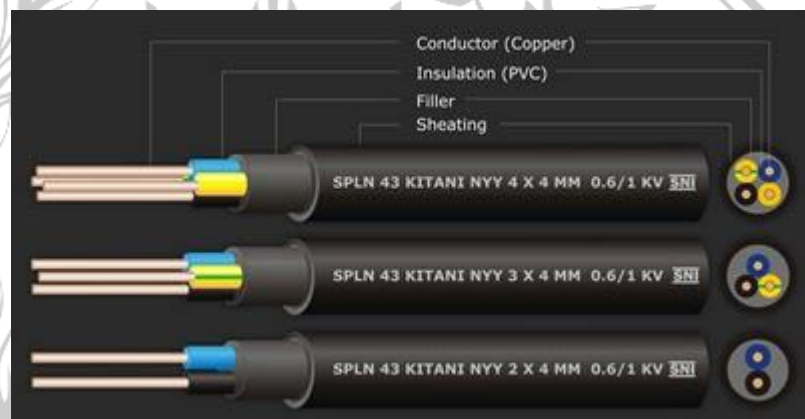 Conductor (Copper)
Insulation (PVC)
Filler
Sheating
SPLN 43 KITANI NYY 4 X 4 MM 0.6/1 KV SNI
SPLN 43 KITANI NYY 3 X 4 MM 0.6/1 KV SNI
SPLN 43 KITANI NYY 2 X 4 MM 0.6/1 KV SNI